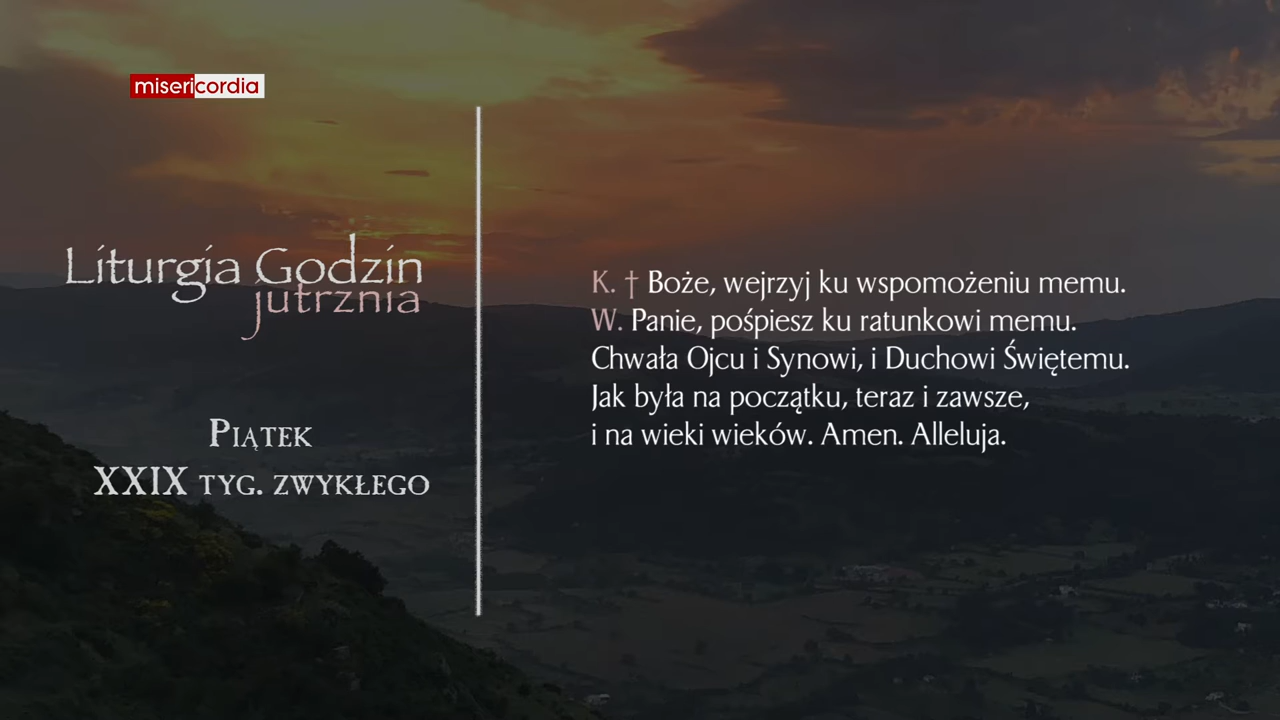 misericordia
Liturgia Godzin
jutrznia
Piątek
XXIX tyg. zwykłego
K. † Boże, wejrzyj ku wspomożeniu memu.
W. Panie, pośpiesz ku ratunkowi memu.
Chwała Ojcu i Synowi, i Duchowi Świętemu.
Jak była na początku, teraz i zawsze,
i na wieki wieków. Amen. Alleluja.